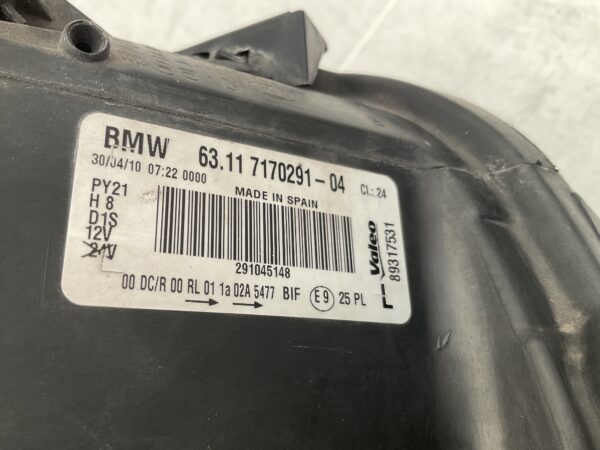 BMW 63.11 7170291-04 CL: 24
30/04/10 07:22 0000
MADE IN SPAIN
PY21
H 8
D1S
12V
24V
291045148
Valeo
89317531
L
00 DC/R 00 RL 01 1a 02A 5477 BIF E9 25 PL